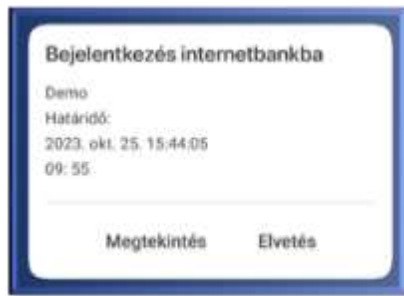 Bejelentkezés internetbankba
Demo
Határidő:
2023. okt. 25. 15:44:05
09: 55
Megtekintés Elvetés